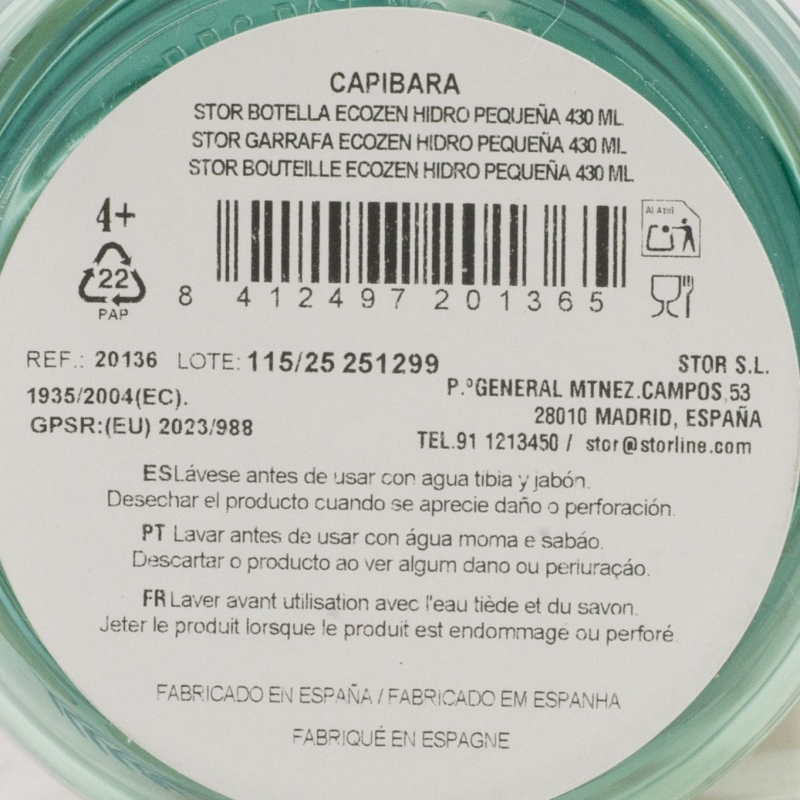 CAPIBARA
STOR BOTELLA ECOZEN HIDRO PEQUEÑA 430 ML
STOR GARRAFA ECOZEN HIDRO PEQUEÑA 430 ML
STOR BOUTEILLE ECOZEN HIDRO PEQUEÑA 430 ML
4+
22
PAP
8 412497 201365
REF.: 20136 LOTE: 115/25 251299
1935/2004(EC).
GPSR:(EU) 2023/988
STOR S.L.
P.ºGENERAL MTNEZ.CAMPOS,53
28010 MADRID, ESPAÑA
TEL.91 1213450 / stor@storline.com
ES Lávese antes de usar con agua tibia y jabón.
Desechar el producto cuando se aprecie daño o perforación.
PT Lavar antes de usar con água moma e sabáo.
Descartar o produto ao ver algum dano ou periuraçáo.
FR Laver avant utilisation avec l'eau tiède et du savon.
Jeter le produit lorsque le produit est endommage ou perforé.
FABRICADO EN ESPAÑA / FABRICADO EM ESPANHA
FABRIQUÉ EN ESPAGNE